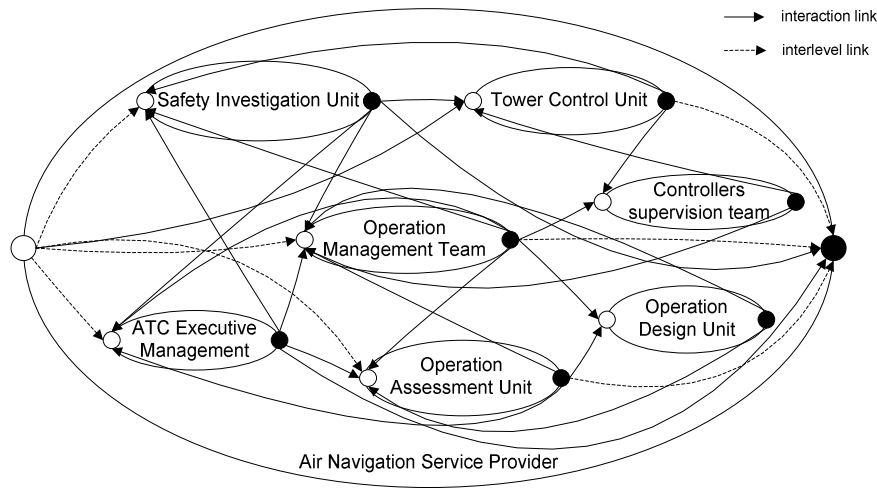 interaction link
interlevel link
Safety Investigation Unit
Tower Control Unit
Controllers
supervision team
Operation
Management Team
Operation
Design Unit
ATC Executive
Management
Operation
Assessment Unit
Air Navigation Service Provider